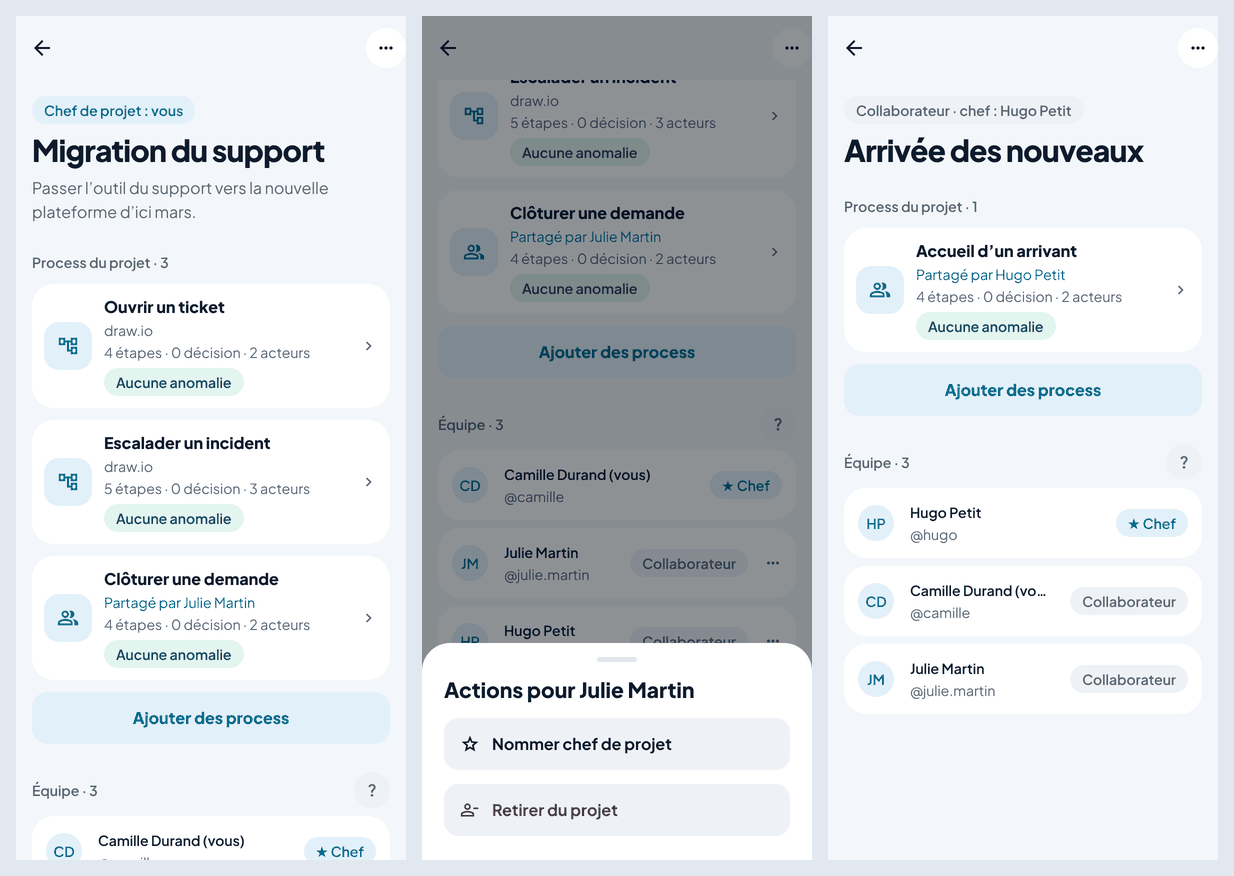 Chef de projet : vous
Migration du support
Passer l’outil du support vers la nouvelle
plateforme d’ici mars.
Process du projet · 3
Ouvrir un ticket
draw.io
4 étapes · 0 décision · 2 acteurs
Aucune anomalie
Escalader un incident
draw.io
5 étapes · 0 décision · 3 acteurs
Aucune anomalie
Clôturer une demande
Partagé par Julie Martin
4 étapes · 0 décision · 2 acteurs
Aucune anomalie
Ajouter des process
Équipe · 3
?
Camille Durand (vous)
CD
★ Chef
Escalader un incident
draw.io
5 étapes · 0 décision · 3 acteurs
Aucune anomalie
Clôturer une demande
Partagé par Julie Martin
4 étapes · 0 décision · 2 acteurs
Aucune anomalie
Ajouter des process
Équipe · 3
?
CD
Camille Durand (vous)
@camille
★ Chef
JM
Julie Martin
@julie.martin
Collaborateur
HP
Hugo Petit
Collaborateur
Actions pour Julie Martin
Nommer chef de projet
Retirer du projet
Collaborateur · chef : Hugo Petit
Arrivée des nouveaux
Process du projet · 1
Accueil d’un arrivant
Partagé par Hugo Petit
4 étapes · 0 décision · 2 acteurs
Aucune anomalie
Ajouter des process
Équipe · 3
?
HP
Hugo Petit
@hugo
★ Chef
CD
Camille Durand (vo…
@camille
Collaborateur
JM
Julie Martin
@julie.martin
Collaborateur